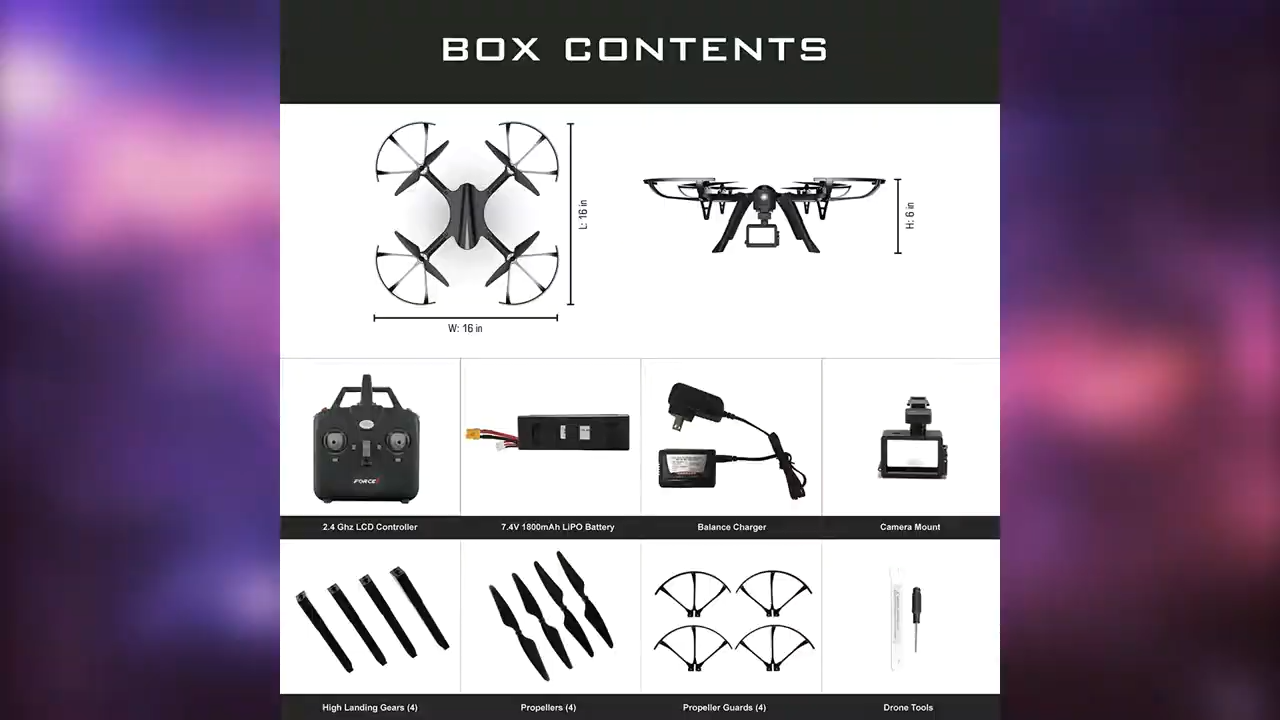 BOX CONTENTS
L: 16 in
H: 6 in
W: 16 in
FORCE1
2.4 Ghz LCD Controller
7.4V 1800mAh LiPO Battery
Balance Charger
Camera Mount
High Landing Gears (4)
Propellers (4)
Propeller Guards (4)
Drone Tools